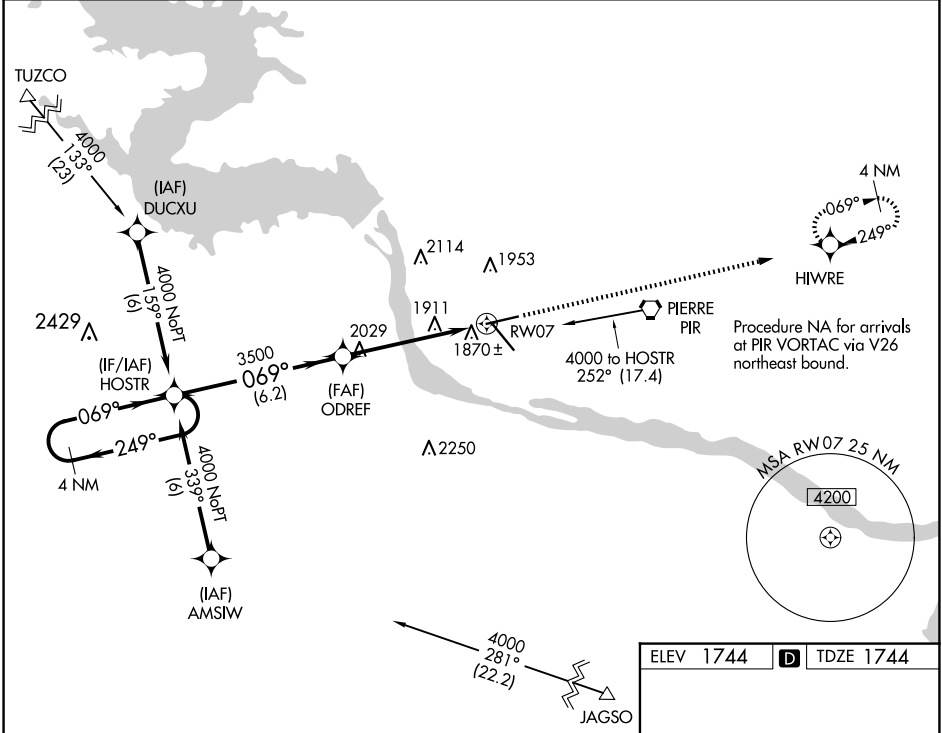 TUZCO
4000
133°
(23)
(IAF)
DUCXU
4000 NoPT
159°
(6)
2429
(IF/IAF)
HOSTR
3500
069°
(6.2)
069°
249°
4 NM
4000 NoPT
339°
(6)
(IAF)
AMSIW
2114
1953
1911
2029
1870 ±
RW07
(FAF)
ODREF
2250
PIERRE
PIR
4000 to HOSTR
252° (17.4)
4 NM
069°
249°
HIWRE
Procedure NA for arrivals
at PIR VORTAC via V26
northeast bound.
MSA RW07 25 NM
4200
4000
281°
(22.2)
JAGSO
ELEV 1744 D TDZE 1744